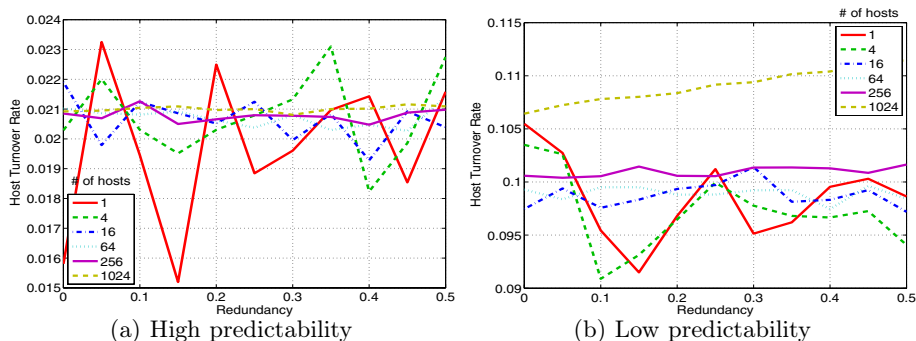 0.024
0.023
0.022
0.021
0.02
0.019
0.018
0.017
0.016
0.015
Host Turnover Rate
# of hosts
1
4
16
64
256
1024
0 0.1 0.2 0.3 0.4 0.5
Redundancy
(a) High predictability
0.115
0.11
0.105
0.1
0.095
0.09
Host Turnover Rate
# of hosts
1
4
16
64
256
1024
0 0.1 0.2 0.3 0.4 0.5
Redundancy
(b) Low predictability